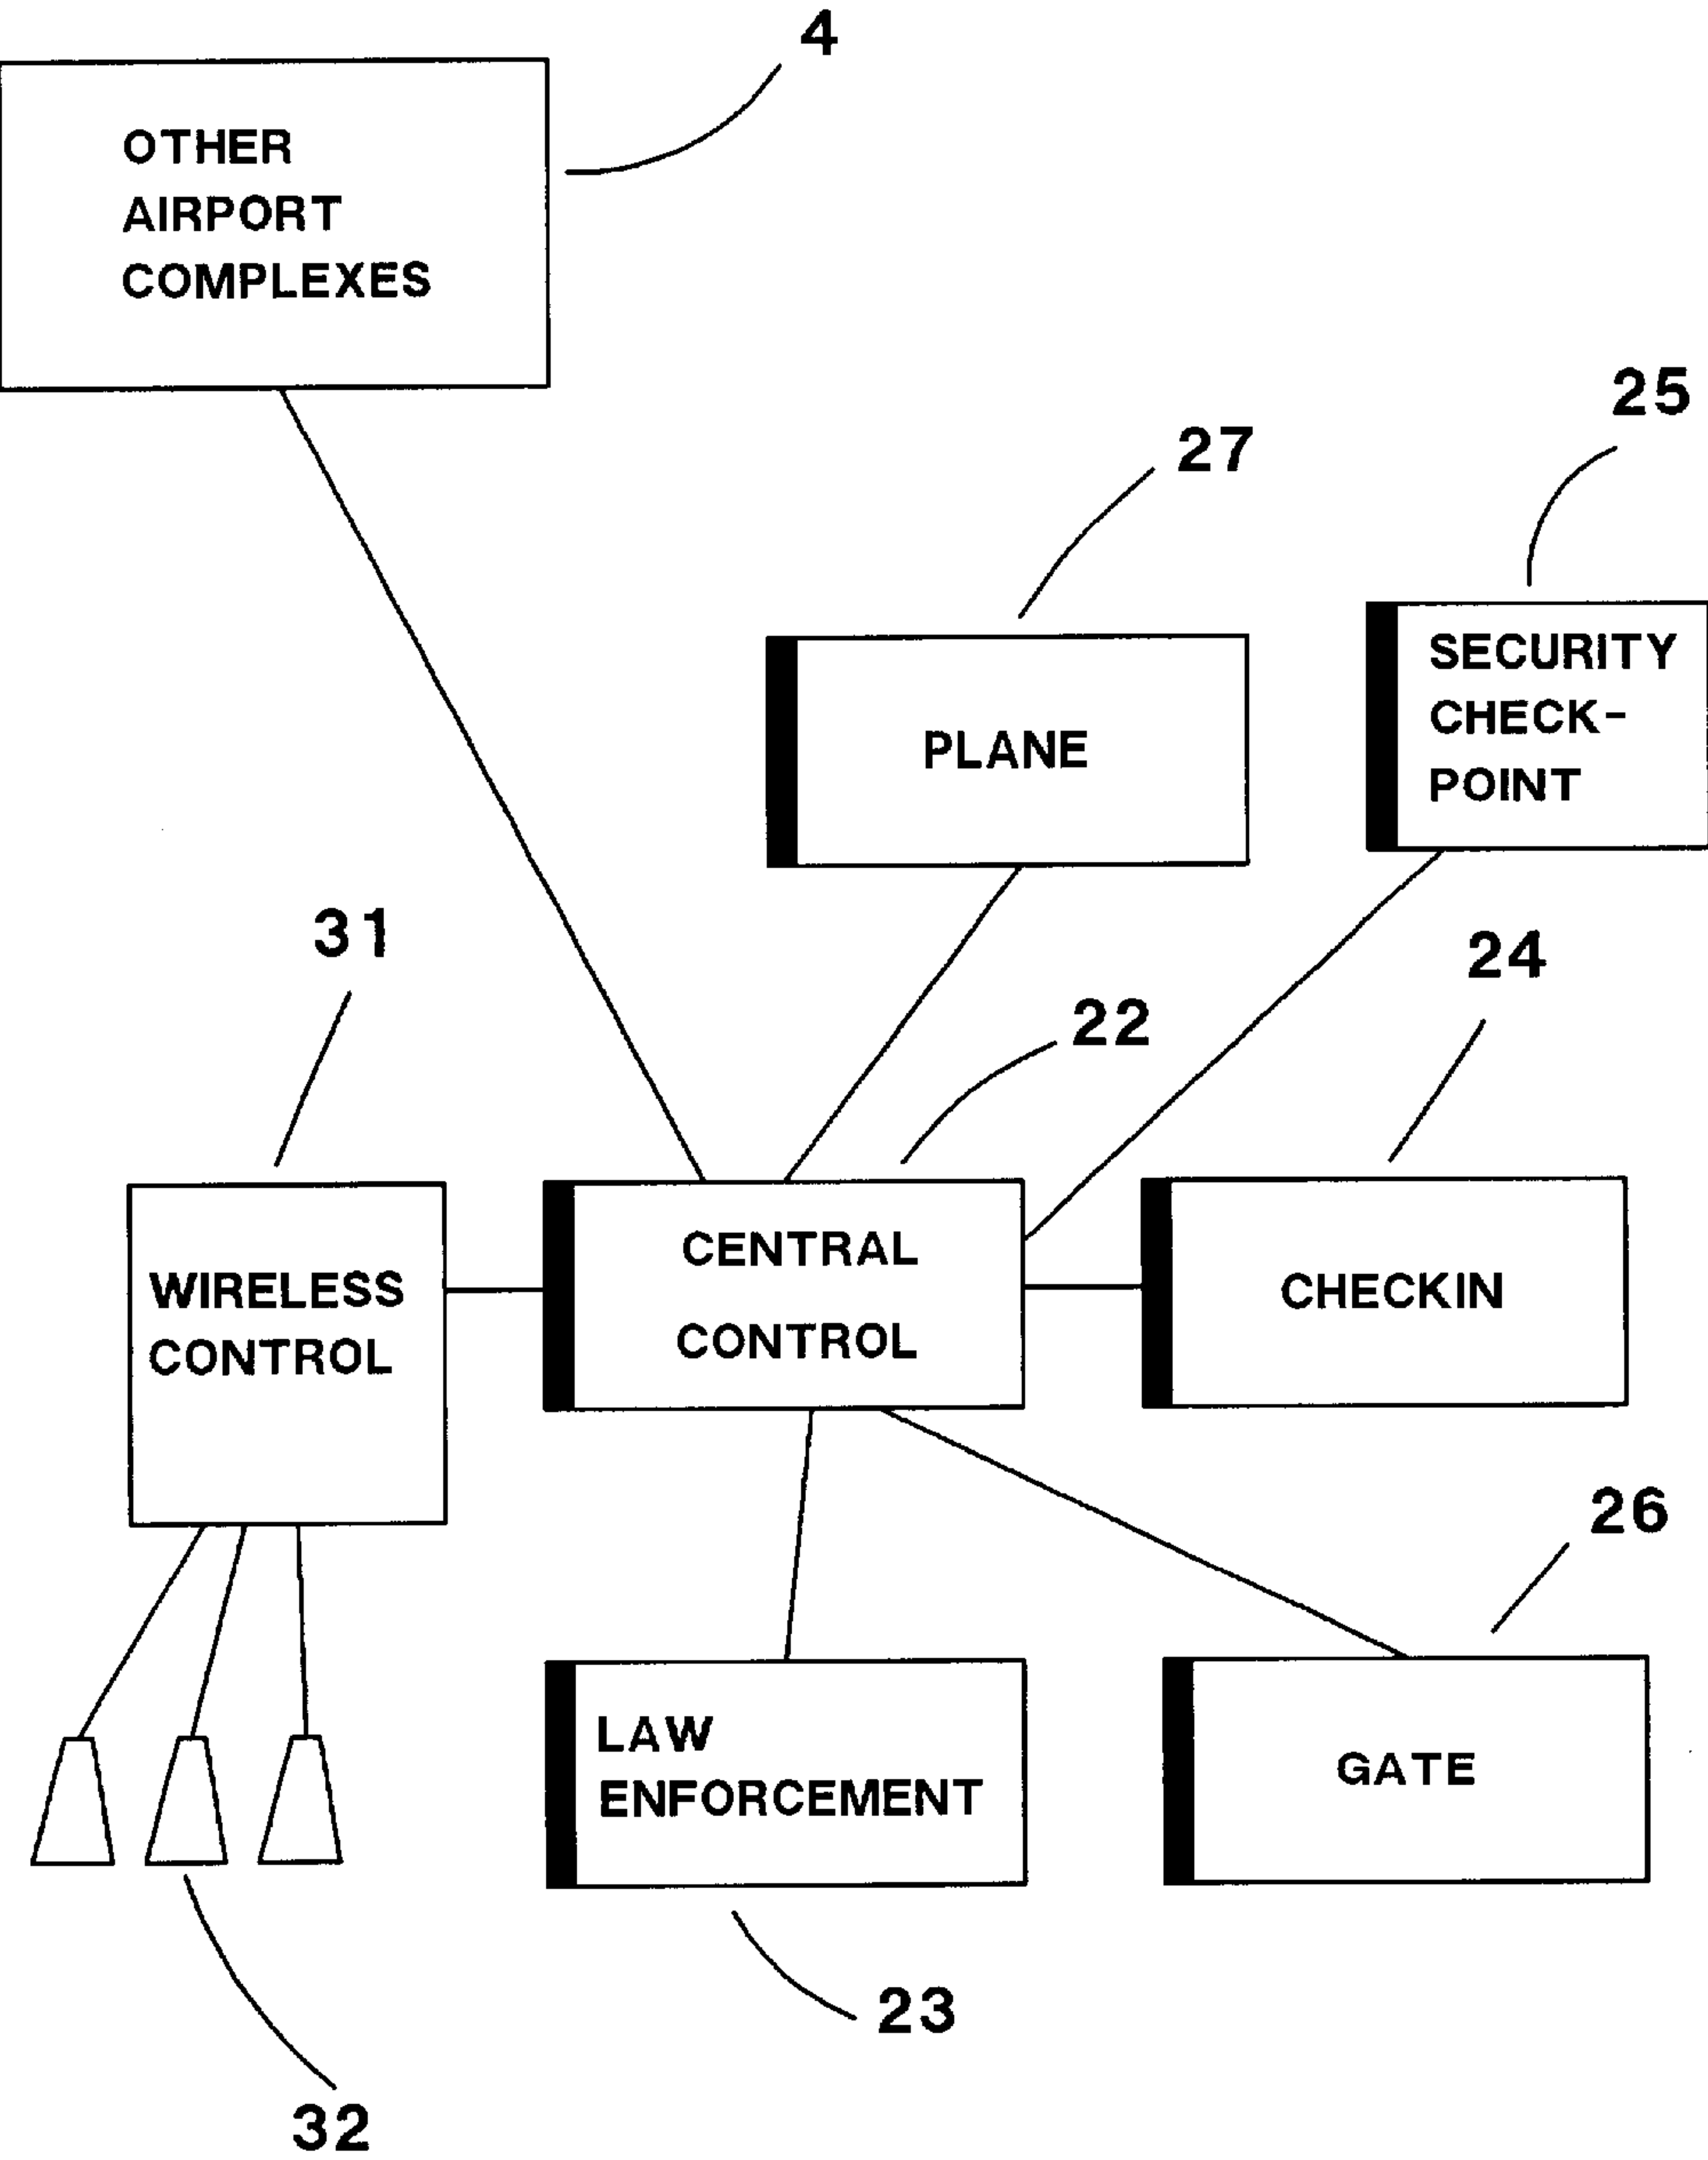 4
OTHER
AIRPORT
COMPLEXES
25
27
SECURITY
CHECK-
POINT
PLANE
31
24
22
CENTRAL
CONTROL
WIRELESS
CONTROL
CHECKIN
26
LAW
ENFORCEMENT
GATE
23
32